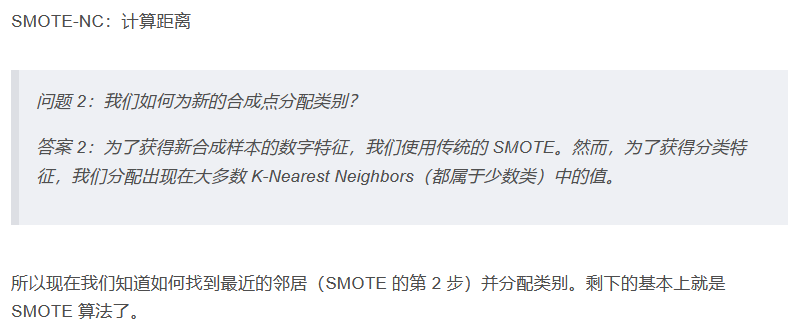 SMOTE-NC：计算距离
问题 2：我们如何为新的合成点分配类别？
答案 2：为了获得新合成样本的数字特征，我们使用传统的 SMOTE。然而，为了获得分类特
征，我们分配出现在大多数 K-Nearest Neighbors（都属于少数类）中的值。
所以现在我们知道如何找到最近的邻居（SMOTE 的第 2 步）并分配类别。剩下的基本上就是
SMOTE 算法了。